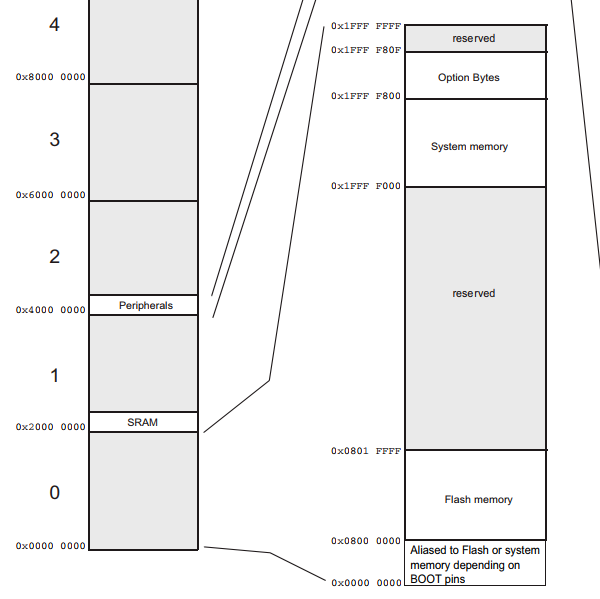 4
0x8000 0000
3
0x6000 0000
2
Peripherals
0x4000 0000
1
SRAM
0x2000 0000
0
0x0000 0000
0x1FFF FFFF
reserved
0x1FFF F80F
Option Bytes
0x1FFF F800
System memory
0x1FFF F000
reserved
0x0801 FFFF
Flash memory
0x0800 0000
Aliased to Flash or system
memory depending on
BOOT pins
0x0000 0000